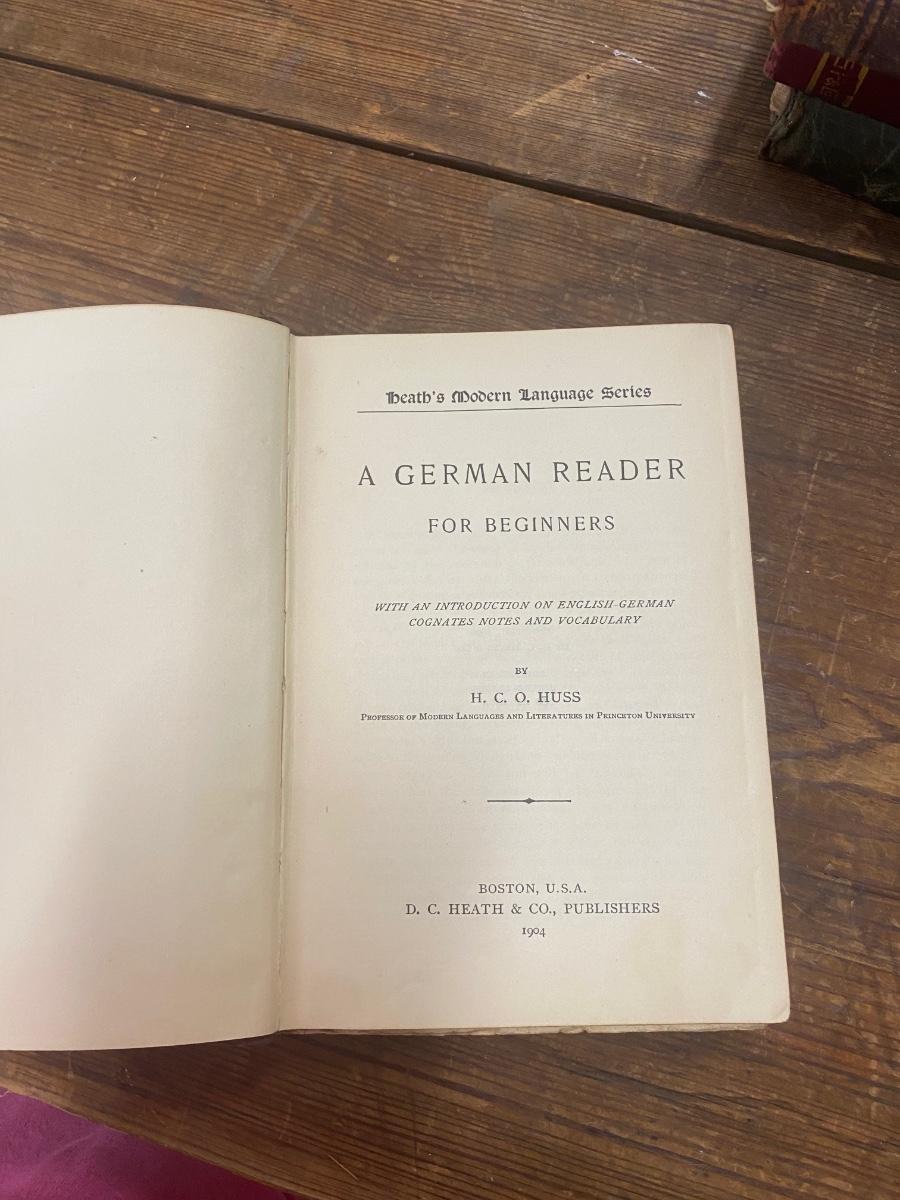 Heath's Modern Language Series
A GERMAN READER
FOR BEGINNERS
WITH AN INTRODUCTION ON ENGLISH-GERMAN
COGNATES NOTES AND VOCABULARY
BY
H. C. O. HUSS
PROFESSOR OF MODERN LANGUAGES AND LITERATURES IN PRINCETON UNIVERSITY
BOSTON, U.S.A.
D. C. HEATH & CO., PUBLISHERS
1904